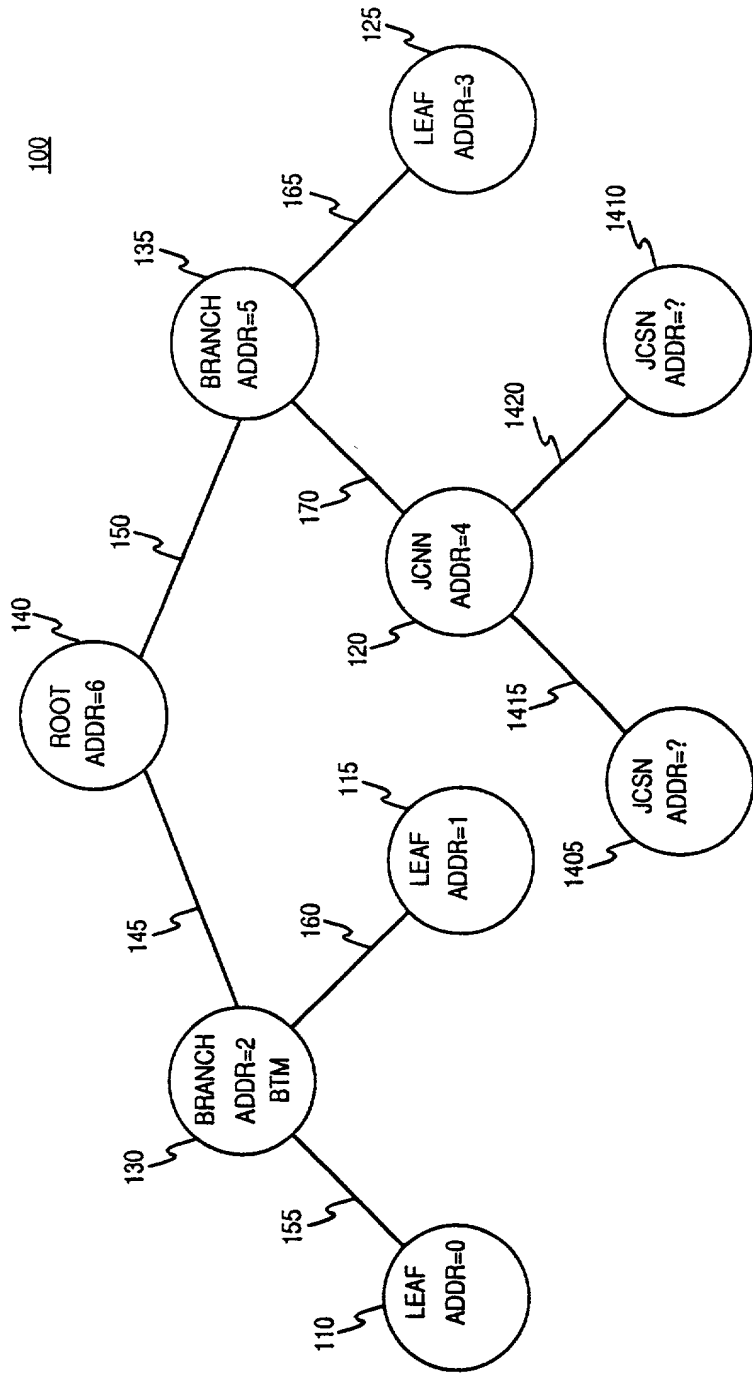 100
140
ROOT
ADDR=6
145
150
130
BRANCH
ADDR=2
BTM
135
BRANCH
ADDR=5
155
160
170
165
110
LEAF
ADDR=0
115
LEAF
ADDR=1
120
JCNN
ADDR=4
125
LEAF
ADDR=3
1415
1420
1405
JCSN
ADDR=?
1410
JCSN
ADDR=?